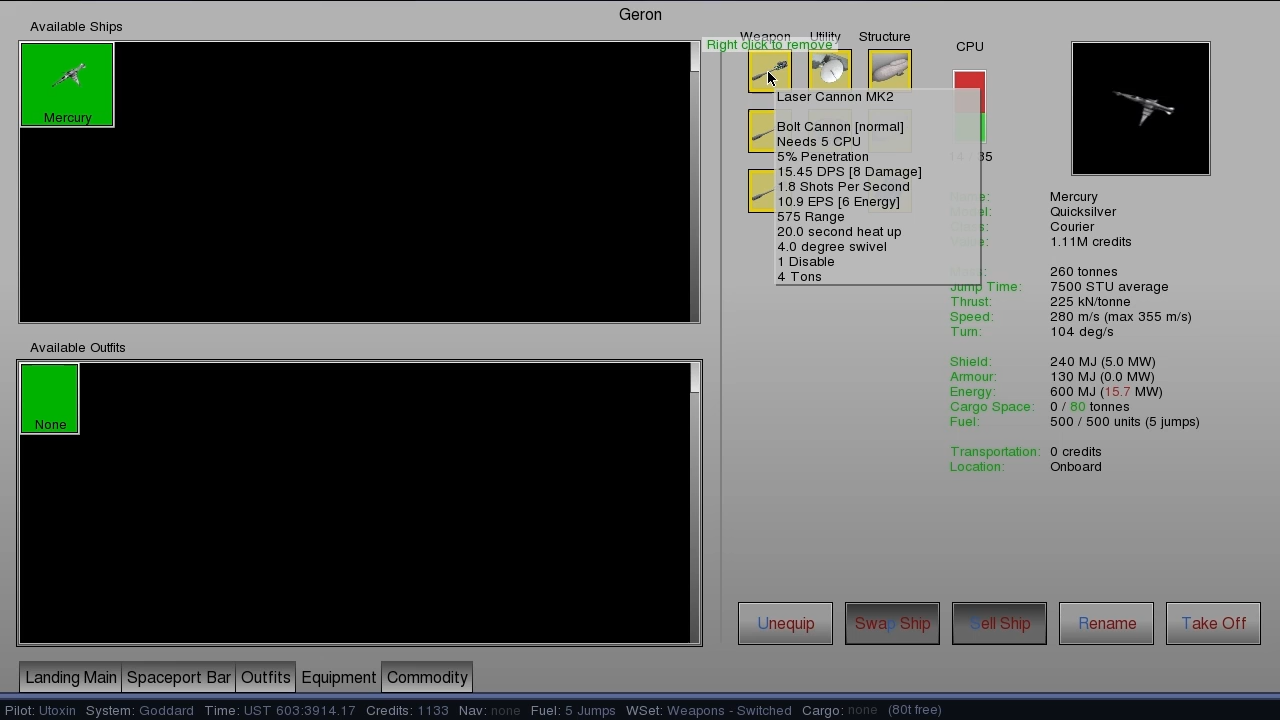 Geron
Available Ships
Mercury
Available Outfits
None
Weapon Utility Structure
Right click to remove
Laser Cannon MK2
Bolt Cannon [normal]
Needs 5 CPU
5% Penetration
15.45 DPS [8 Damage]
1.8 Shots Per Second
10.9 EPS [6 Energy]
575 Range
20.0 second heat up
4.0 degree swivel
1 Disable
4 Tons
CPU
14 / 35
Name: Mercury
Model: Quicksilver
Class: Courier
Value: 1.11M credits
Mass: 260 tonnes
Jump Time: 7500 STU average
Thrust: 225 kN/tonne
Speed: 280 m/s (max 355 m/s)
Turn: 104 deg/s
Shield: 240 MJ (5.0 MW)
Armour: 130 MJ (0.0 MW)
Energy: 600 MJ (15.7 MW)
Cargo Space: 0 / 80 tonnes
Fuel: 500 / 500 units (5 jumps)
Transportation: 0 credits
Location: Onboard
Unequip Swap Ship Sell Ship Rename Take Off
Landing Main Spaceport Bar Outfits Equipment Commodity
Pilot: Utoxin System: Goddard Time: UST 603:3914.17 Credits: 1133 Nav: none Fuel: 5 Jumps WSet: Weapons - Switched Cargo: none (80t free)